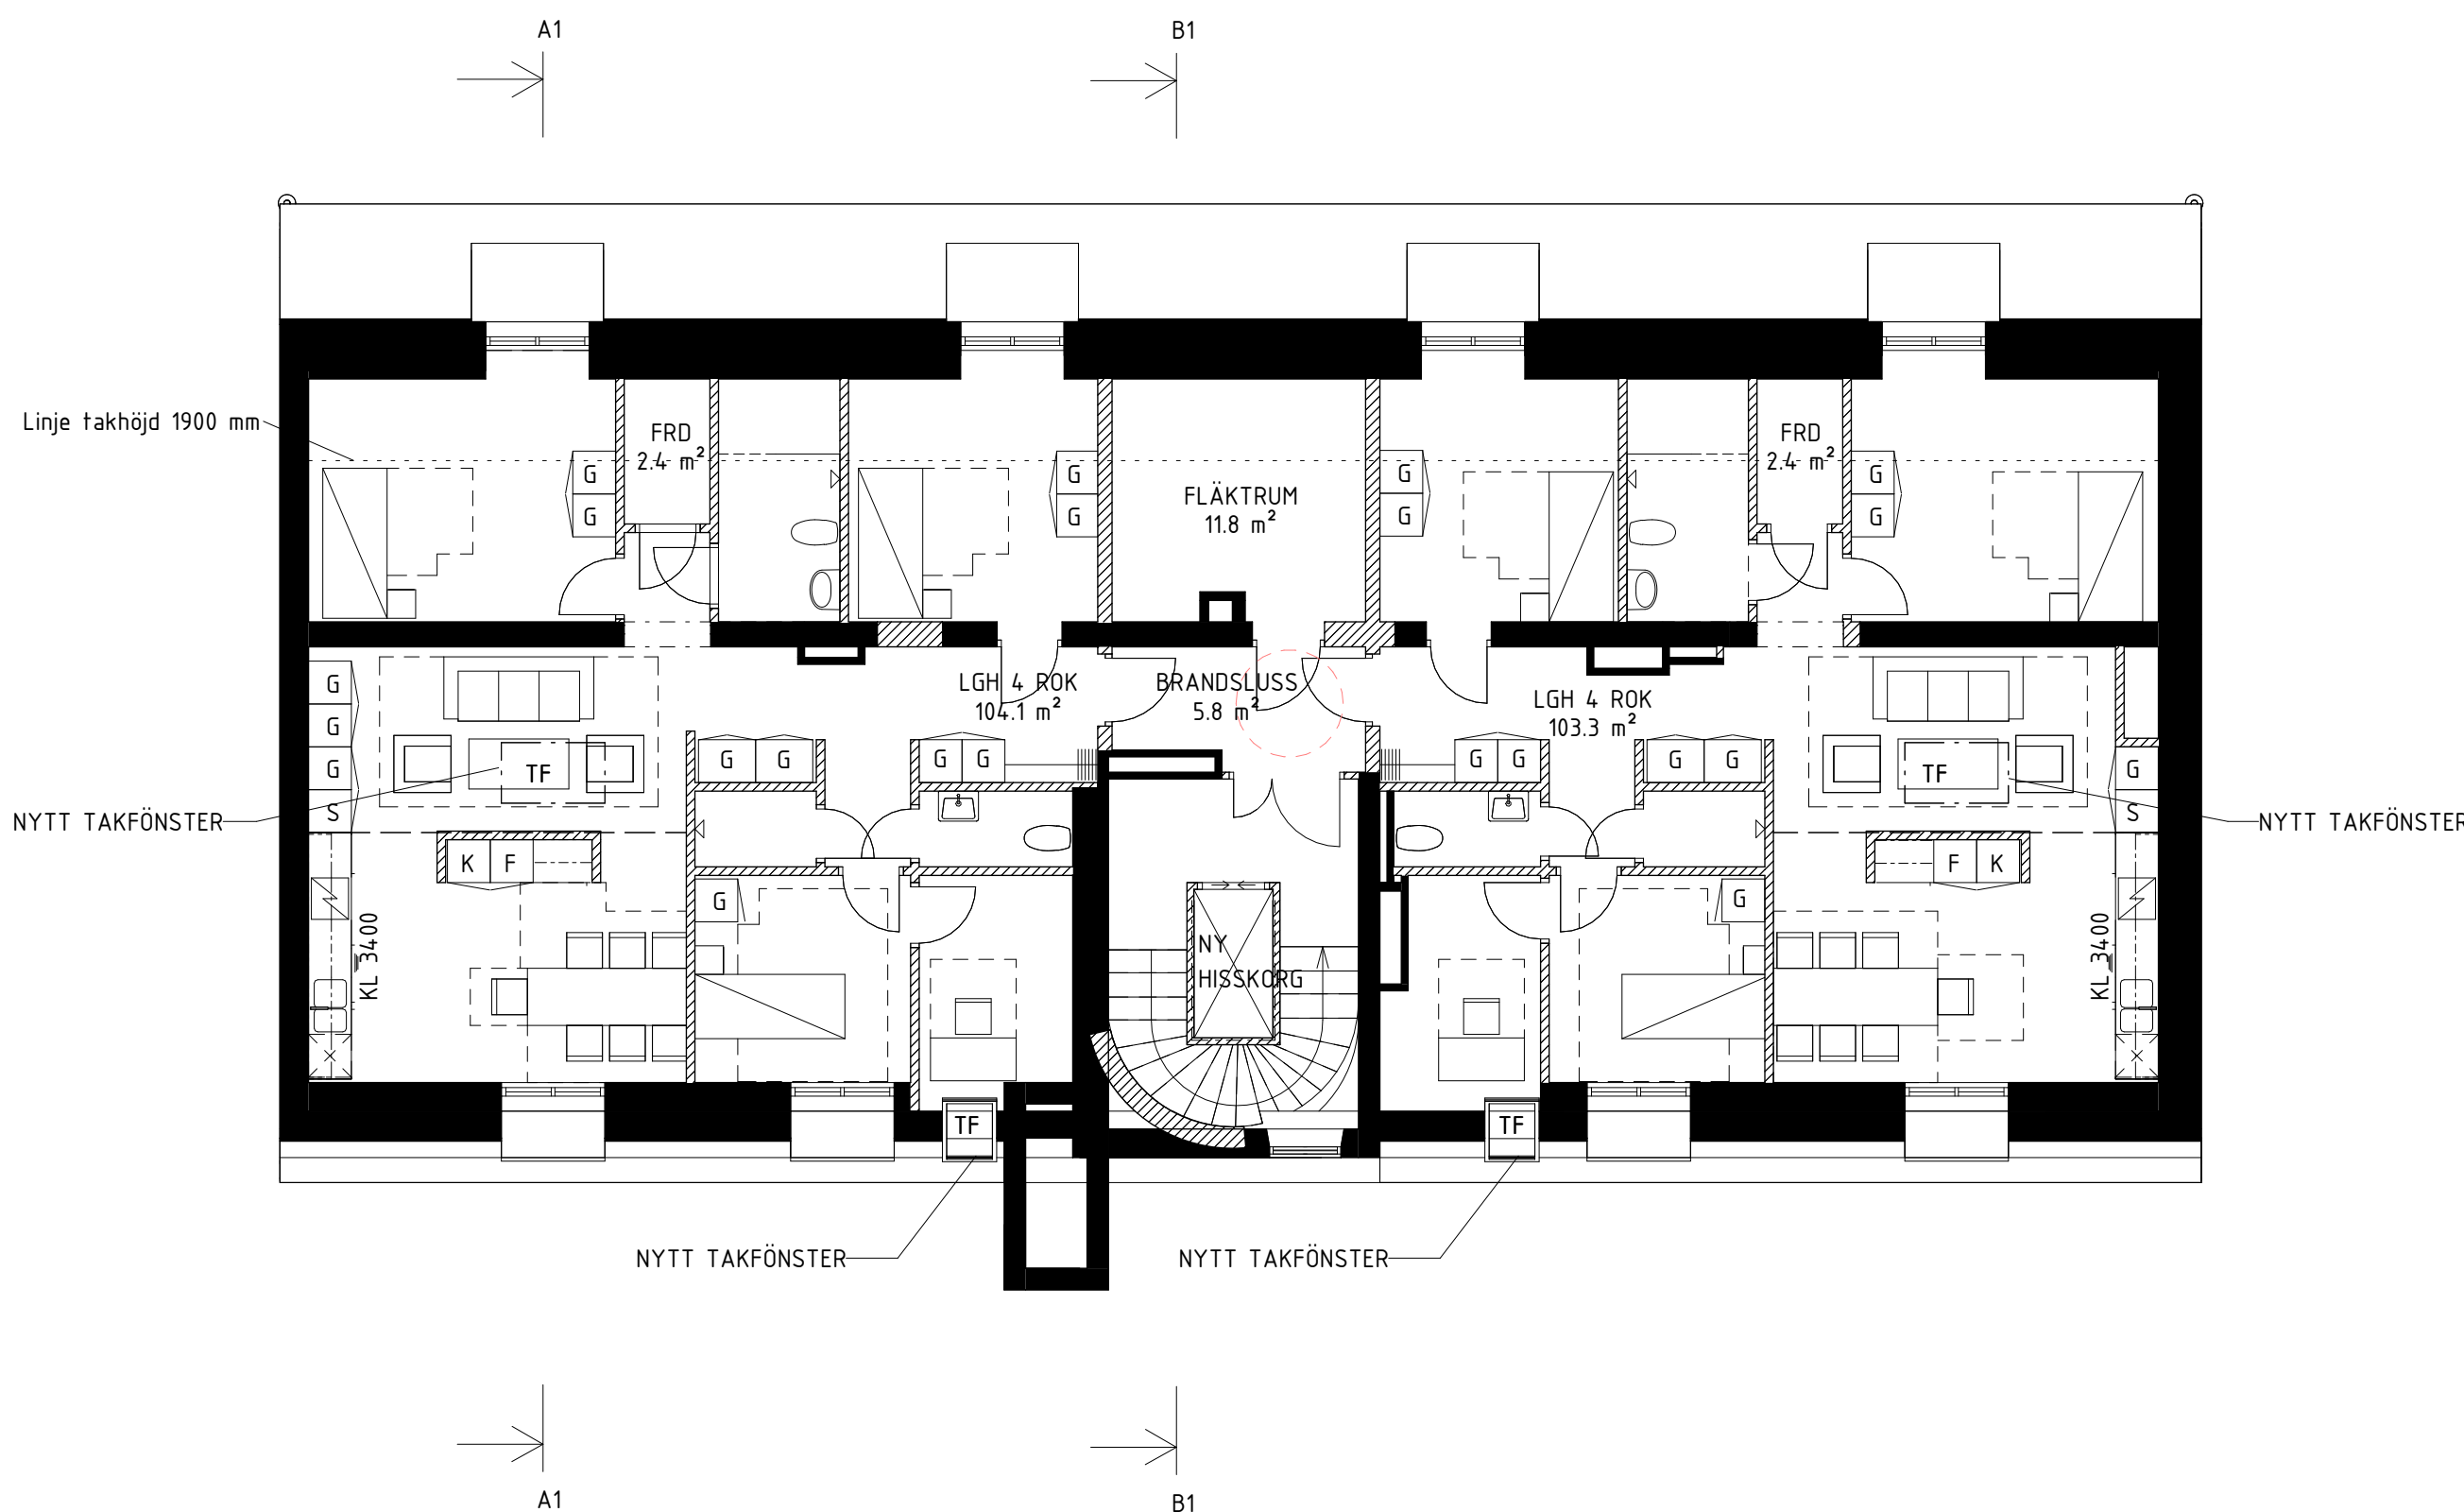 A1
B1
Linje takhöjd 1900 mm
FRD
2.4 m²
FRD
2.4 m²
G
G
G
G
FLÄKTRUM
11.8 m²
G
G
G
G
LGH 4 ROK
104.1 m²
BRANDSLUSS
5.8 m²
LGH 4 ROK
103.3 m²
G
G
G
S
TF
G G
G G
G G
G G
TF
G
S
NYTT TAKFÖNSTER
NYTT TAKFÖNSTER
K F
F K
G
G
KL 3400
KL 3400
NY
HISSKORG
TF
TF
NYTT TAKFÖNSTER
NYTT TAKFÖNSTER
A1
B1